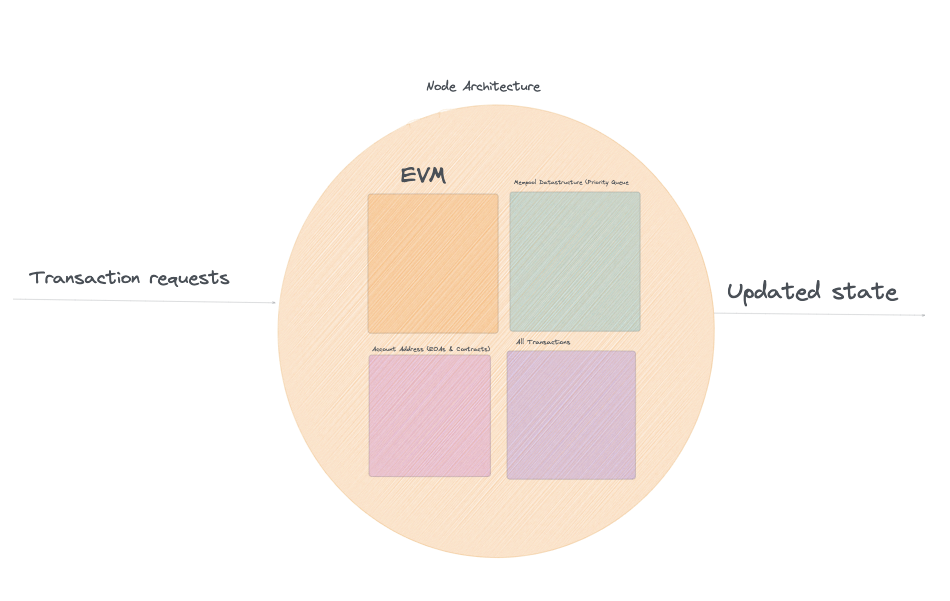 Node Architecture
EVM
Mempool Datastructure (Priority Queue
Transaction requests
Updated state
Account Address (EOAs & Contracts)
All Transactions